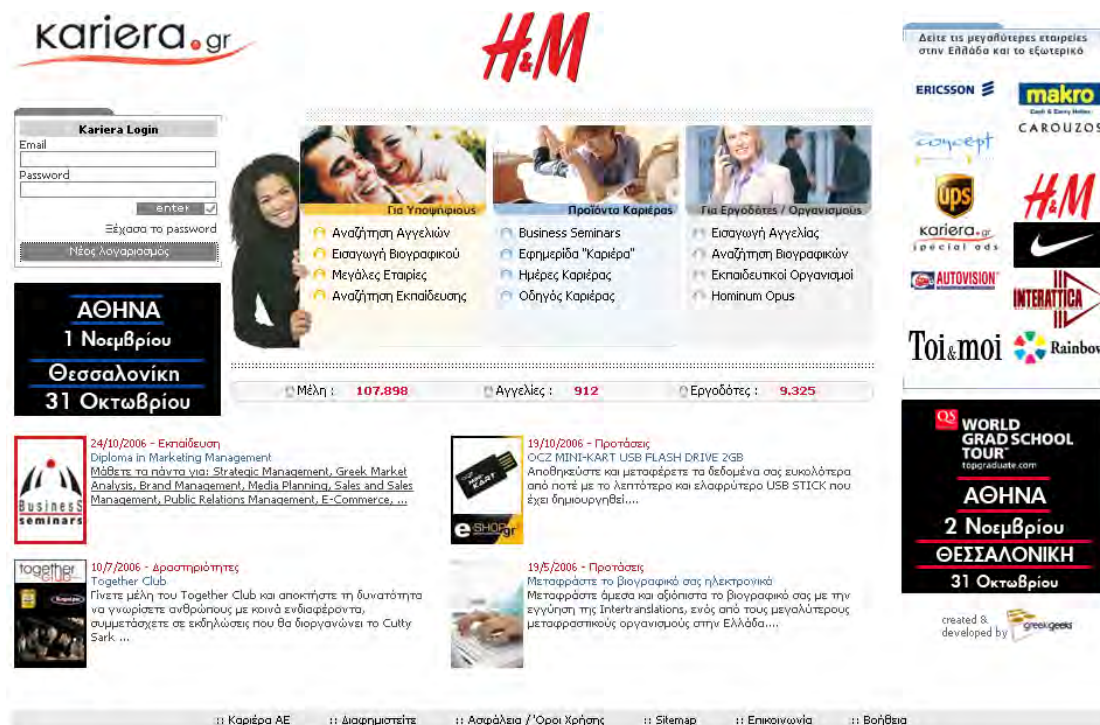 kariera.gr
H&M
Kariera Login
Email
Password
enter
Ξέχασα το password
Νέος λογαριασμός
ΑΘΗΝΑ
1 Νοεμβρίου
Θεσσαλονίκη
31 Οκτωβρίου
Για Υποψηφιους
Αναζήτηση Αγγελιών
Εισαγωγή Βιογραφικού
Μεγάλες Εταιρίες
Αναζήτηση Εκπαίδευσης
Προϊόντα Καριέρας
Business Seminars
Εφημερίδα "Καριέρα"
Ημέρες Καριέρας
Οδηγός Καριέρας
Για Εργοδότες / Οργανισμούς
Εισαγωγή Αγγελίας
Αναζήτηση Βιογραφικών
Εκπαιδευτικοί Οργανισμοί
Hominum Opus
Μέλη : 107.898 Αγγελίες : 912 Εργοδότες : 9.325
Business
seminars
24/10/2006 - Εκπαίδευση
Diploma in Marketing Management
Μάθετε τα πάντα για: Strategic Management, Greek Market
Analysis, Brand Management, Media Planning, Sales and Sales
Management, Public Relations Management, E-Commerce, ...
e-SHOP.gr
19/10/2006 - Προτάσεις
OCZ MINI-KART USB FLASH DRIVE 2GB
Αποθηκεύστε και μεταφέρετε τα δεδομένα σας ευκολότερα
από ποτέ με το λεπτότερο και ελαφρύτερο USB STICK που
έχει δημιουργηθεί....
together
club
10/7/2006 - Δραστηριότητες
Together Club
Γίνετε μέλη του Together Club και αποκτήστε τη δυνατότητα
να γνωρίσετε ανθρώπους με κοινά ενδιαφέροντα,
συμμετάσχετε σε εκδηλώσεις που θα διοργανώνει το Cutty
Sark. ...
19/5/2006 - Προτάσεις
Μεταφράστε το βιογραφικό σας ηλεκτρονικά
Μεταφράστε άμεσα και αξιόπιστα το βιογραφικό σας με την
εγγύηση της Intertranslations, ενός από τους μεγαλύτερους
μεταφραστικούς οργανισμούς στην Ελλάδα....
Δείτε τις μεγαλύτερες εταιρείες
στην Ελλάδα και το εξωτερικό
ERICSSON
makro
Cash & Carry
concept
CAROUZOS
ups
H&M
kariera.gr
special ads
AUTOVISION
INTERATTICA
Toi&moi
Rainbow
QS WORLD
GRAD SCHOOL
TOUR
topgraduate.com
ΑΘΗΝΑ
2 Νοεμβρίου
ΘΕΣΣΑΛΟΝΙΚΗ
31 Οκτωβρίου
created &
developed by greekgeeks
:: Καριέρα ΑΕ :: Διαφημιστείτε :: Ασφάλεια / Όροι Χρήσης :: Sitemap :: Επικοινωνία :: Βοήθεια